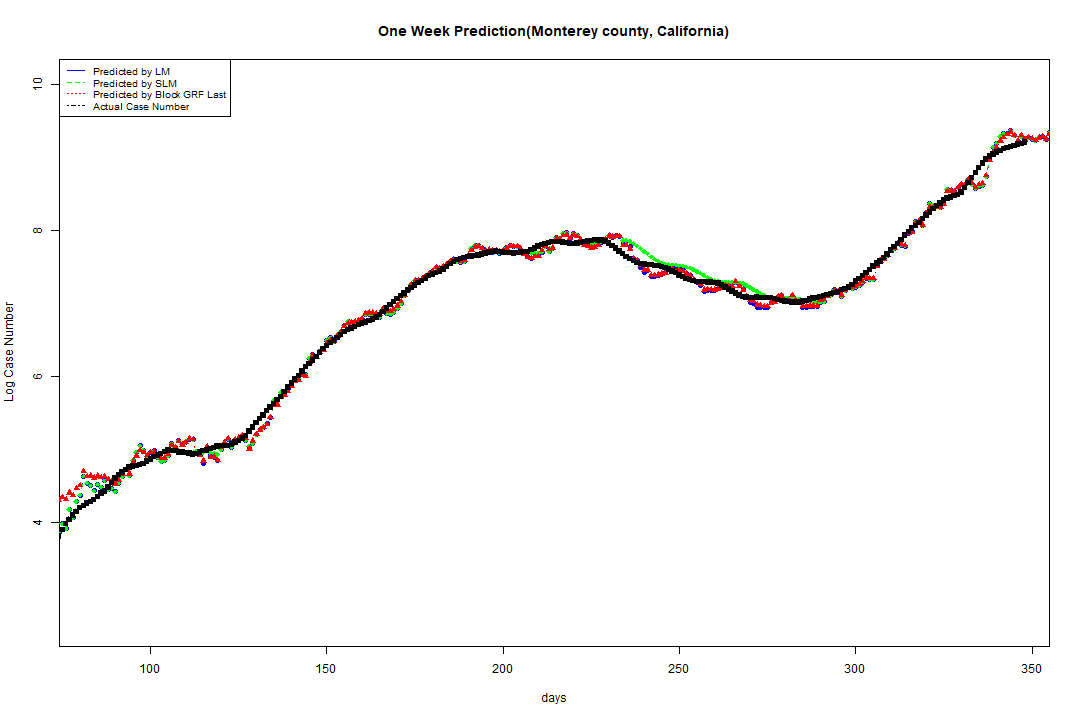 One Week Prediction(Monterey county, California)
Predicted by LM
Predicted by SLM
Predicted by Block GRF Last
Actual Case Number
10
8
6
4
Log Case Number
100 150 200 250 300 350
days